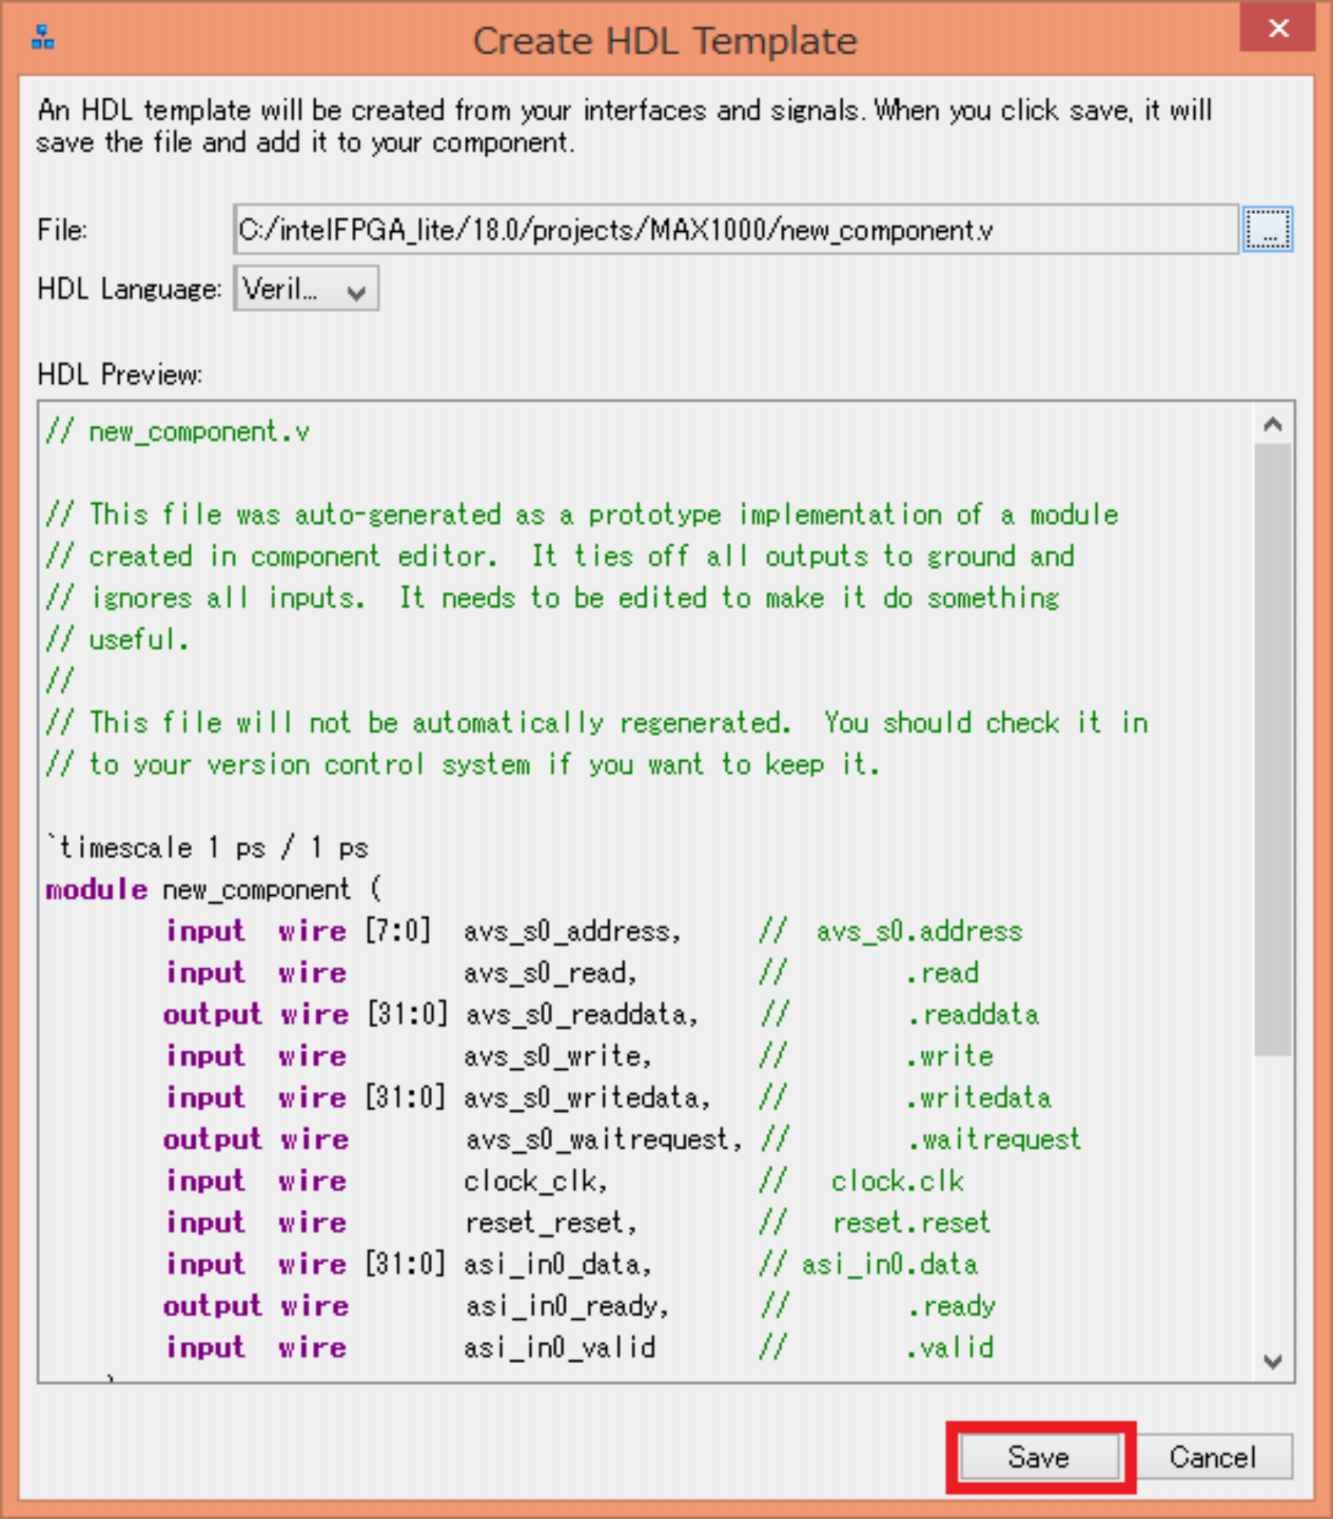 Create HDL Template
An HDL template will be created from your interfaces and signals. When you click save, it will
save the file and add it to your component.
File: C:/intelFPGA_lite/18.0/projects/MAX1000/new_component.v ...
HDL Language: Veril...
HDL Preview:
// new_component.v
// This file was auto-generated as a prototype implementation of a module
// created in component editor.  It ties off all outputs to ground and
// ignores all inputs.  It needs to be edited to make it do something
// useful.
//
// This file will not be automatically regenerated.  You should check it in
// to your version control system if you want to keep it.
`timescale 1 ps / 1 ps
module new_component (
input  wire [7:0]  avs_s0_address,     //  avs_s0.address
input  wire        avs_s0_read,        //        .read
output wire [31:0] avs_s0_readdata,    //        .readdata
input  wire        avs_s0_write,       //        .write
input  wire [31:0] avs_s0_writedata,   //        .writedata
output wire        avs_s0_waitrequest, //        .waitrequest
input  wire        clock_clk,          //   clock.clk
input  wire        reset_reset,        //   reset.reset
input  wire [31:0] asi_in0_data,       // asi_in0.data
output wire        asi_in0_ready,      //        .ready
input  wire        asi_in0_valid       //        .valid
Save Cancel